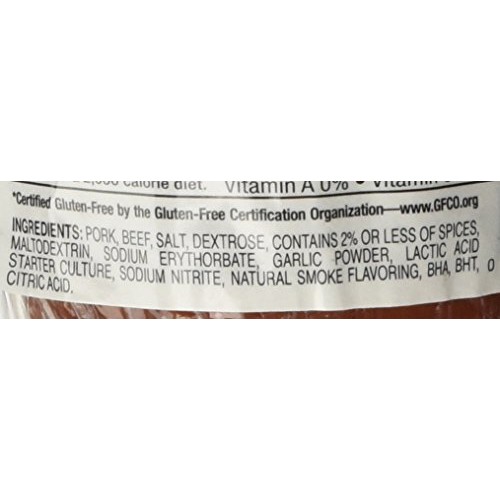 calorie diet. Vitamin A 0% •
*Certified Gluten-Free by the Gluten-Free Certification Organization—www.GFCO.org
INGREDIENTS: PORK, BEEF, SALT, DEXTROSE, CONTAINS 2% OR LESS OF SPICES,
MALTODEXTRIN, SODIUM ERYTHORBATE, GARLIC POWDER, LACTIC ACID
STARTER CULTURE, SODIUM NITRITE, NATURAL SMOKE FLAVORING, BHA, BHT,
CITRIC ACID.